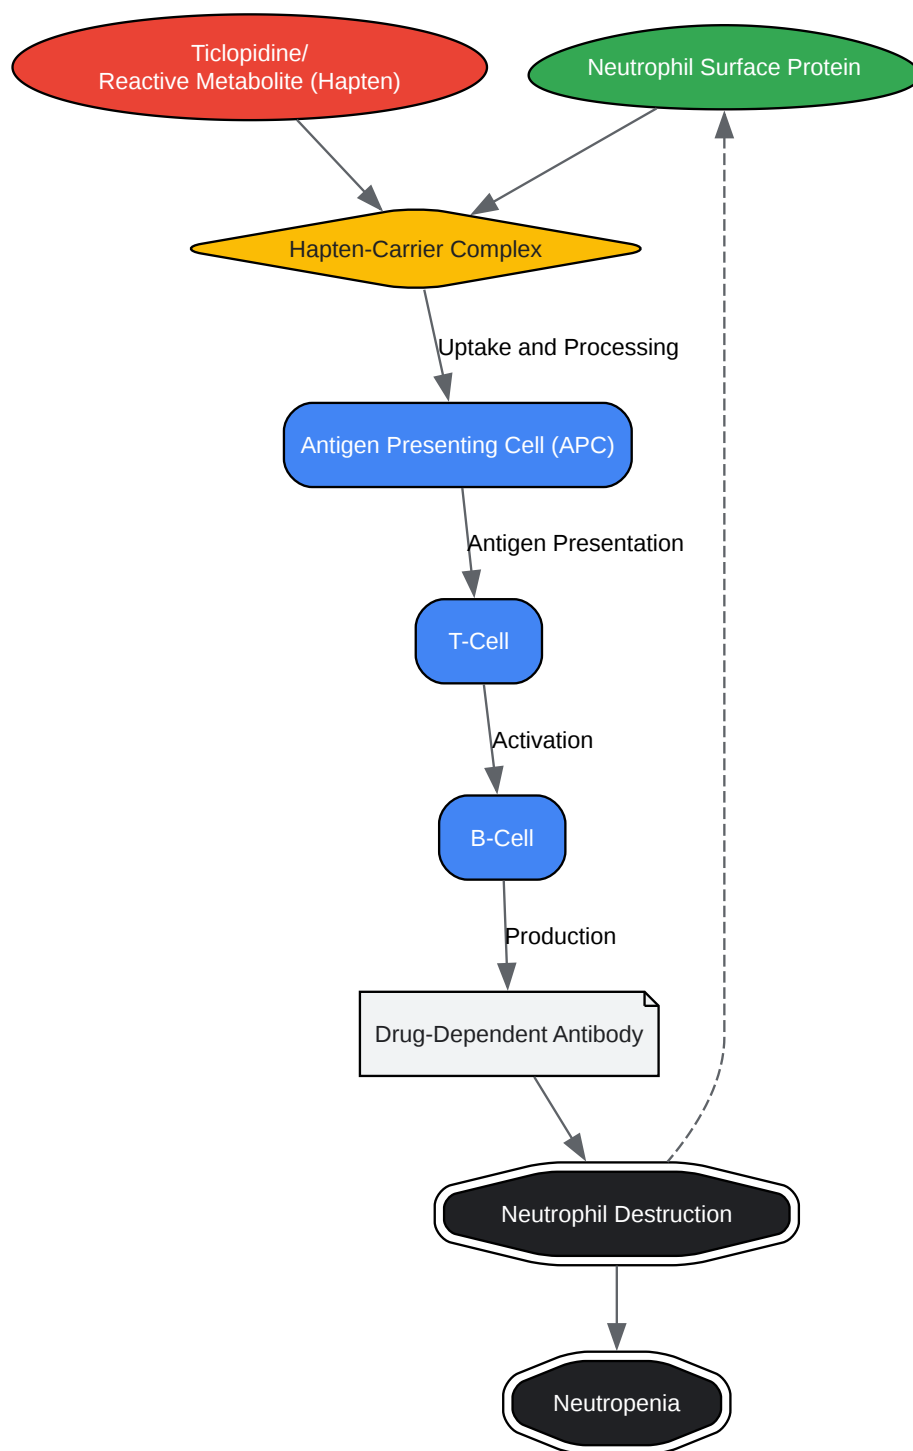 Ticlopidine/
Reactive Metabolite (Hapten)
Neutrophil Surface Protein
Hapten-Carrier Complex
Uptake and Processing
Antigen Presenting Cell (APC)
Antigen Presentation
T-Cell
Activation
B-Cell
Production
Drug-Dependent Antibody
Neutrophil Destruction
Neutropenia